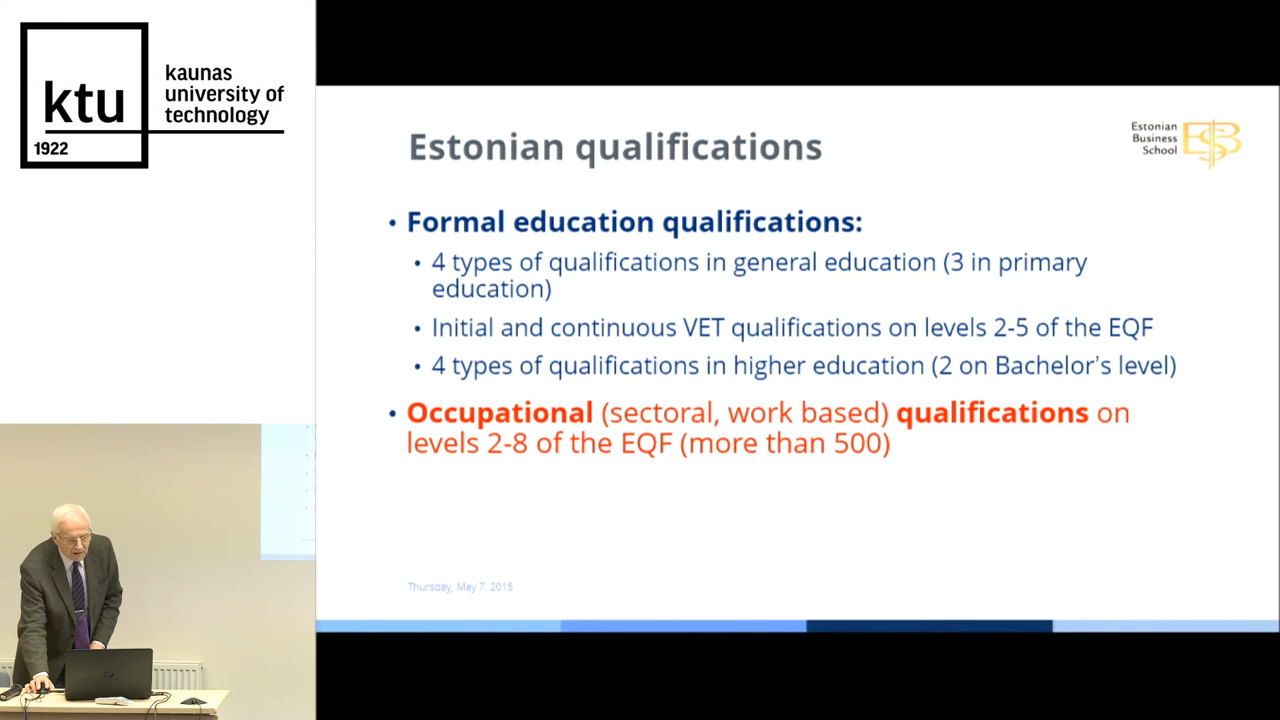 ktu
1922
kaunas
university of
technology
Estonian qualifications
Estonian
Business
School
EBS
• Formal education qualifications:
• 4 types of qualifications in general education (3 in primary
education)
• Initial and continuous VET qualifications on levels 2-5 of the EQF
• 4 types of qualifications in higher education (2 on Bachelor's level)
• Occupational (sectoral, work based) qualifications on
levels 2-8 of the EQF (more than 500)
Thursday, May 7, 2015